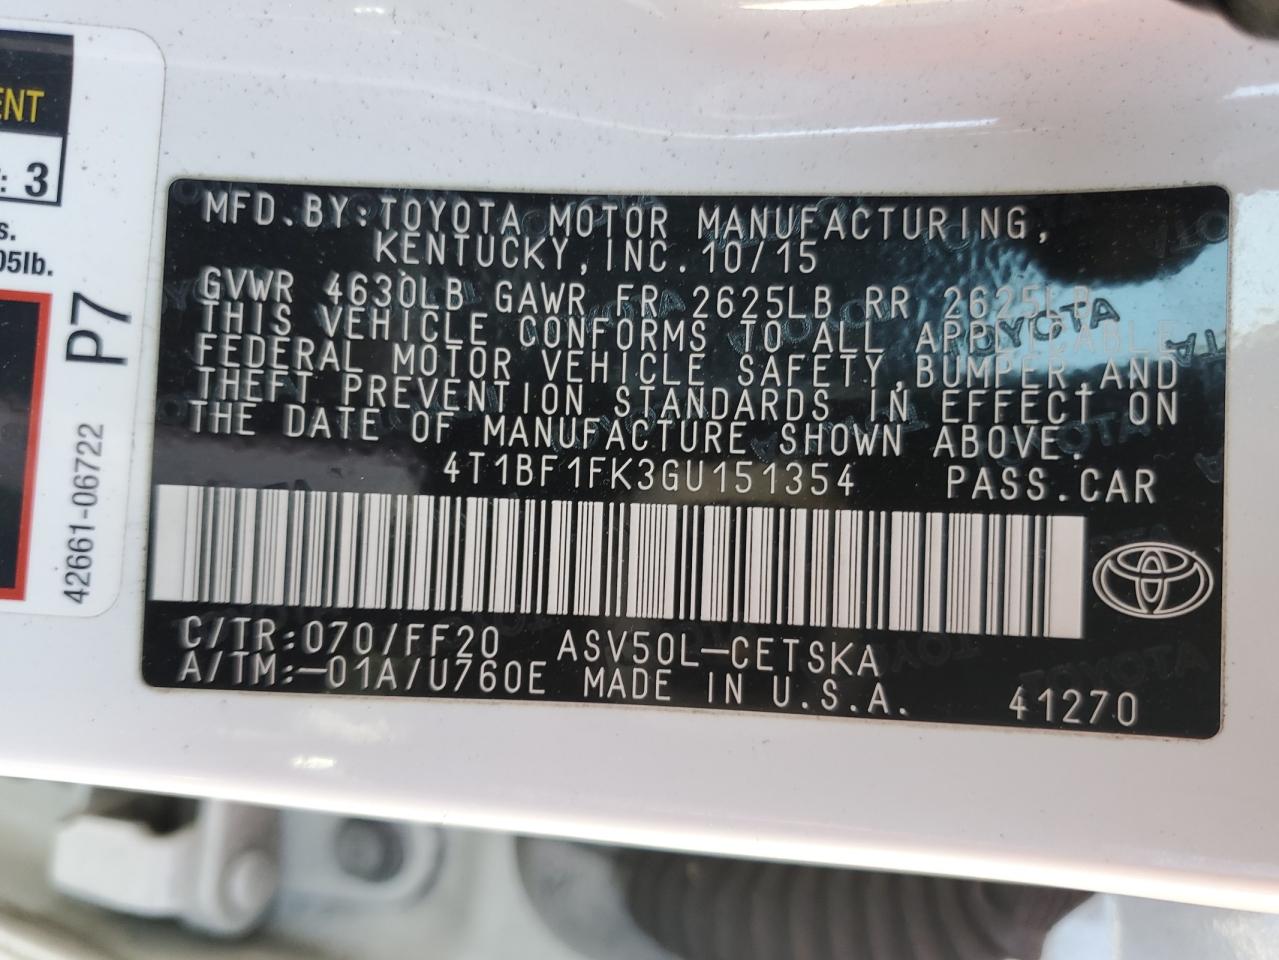 ENT
: 3
s.
05lb.
P7
42661-06722
MFD.BY:TOYOTA MOTOR MANUFACTURING,
KENTUCKY,INC.10/15
GVWR 4630LB GAWR FR 2625LB RR 2625LB
THIS VEHICLE CONFORMS TO ALL APPLICABLE
FEDERAL MOTOR VEHICLE SAFETY,BUMPER,AND
THEFT PREVENTION STANDARDS IN EFFECT ON
THE DATE OF MANUFACTURE SHOWN ABOVE.
4T1BF1FK3GU151354 PASS.CAR
C/TR:070/FF20 ASV50L-CETSKA
A/TM:-01A/U760E MADE IN U.S.A. 41270
TOYOTA